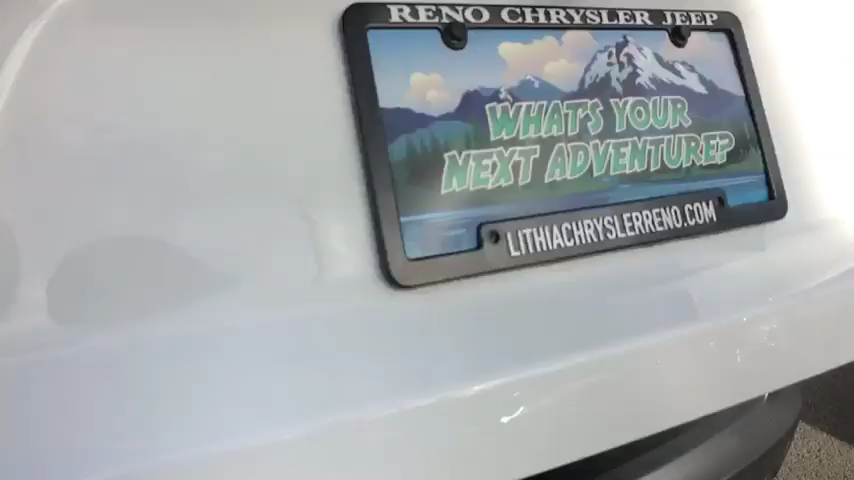 RENO CHRYSLER JEEP
WHAT'S YOUR
NEXT ADVENTURE?
LITHIACHRYSLERRENO.COM